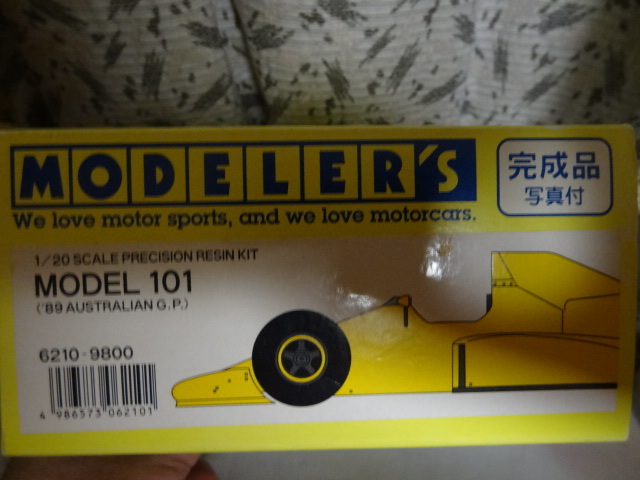 MODELER'S
完成品
写真付
We love motor sports, and we love motorcars.
1/20 SCALE PRECISION RESIN KIT
MODEL 101
('89 AUSTRALIAN G.P.)
6210-9800
4 986573 062101